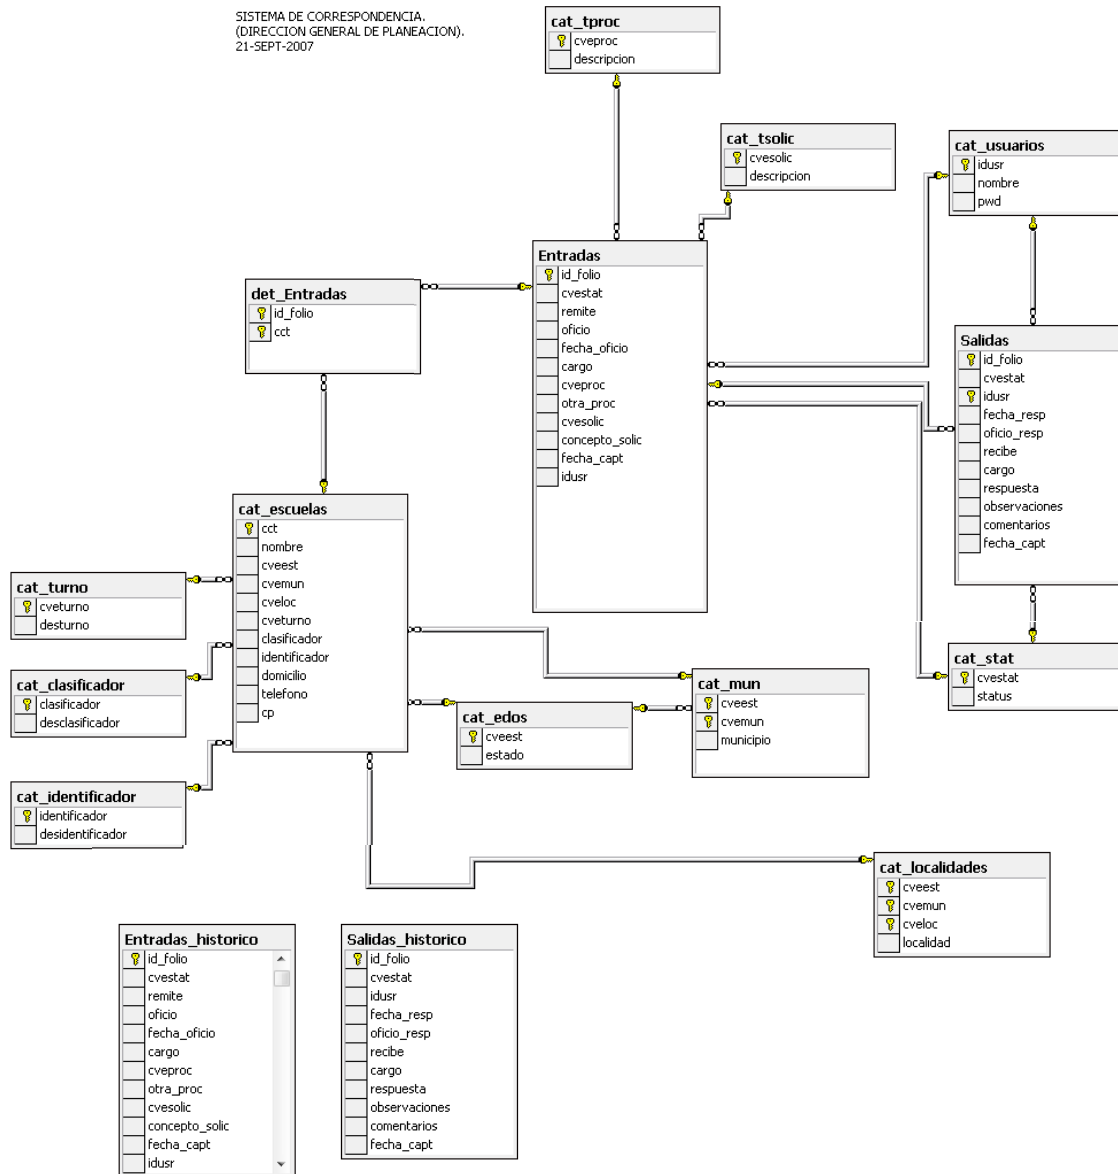 SISTEMA DE CORRESPONDENCIA.
(DIRECCION GENERAL DE PLANEACION).
21-SEPT-2007
cat_tproc
cveproc
descripcion
cat_tsolic
cvesolic
descripcion
cat_usuarios
idusr
nombre
pwd
Entradas
id_folio
cvestat
remite
oficio
fecha_oficio
cargo
cveproc
otra_proc
cvesolic
concepto_solic
fecha_capt
idusr
det_Entradas
id_folio
cct
Salidas
id_folio
cvestat
idusr
fecha_resp
oficio_resp
recibe
cargo
respuesta
observaciones
comentarios
fecha_capt
cat_escuelas
cct
nombre
cveest
cvemun
cveloc
cveturno
clasificador
identificador
domicilio
telefono
cp
cat_turno
cveturno
desturno
cat_clasificador
clasificador
desclasificador
cat_identificador
identificador
desidentificador
cat_edos
cveest
estado
cat_mun
cveest
cvemun
municipio
cat_stat
cvestat
status
cat_localidades
cveest
cvemun
cveloc
localidad
Entradas_historico
id_folio
cvestat
remite
oficio
fecha_oficio
cargo
cveproc
otra_proc
cvesolic
concepto_solic
fecha_capt
idusr
Salidas_historico
id_folio
cvestat
idusr
fecha_resp
oficio_resp
recibe
cargo
respuesta
observaciones
comentarios
fecha_capt